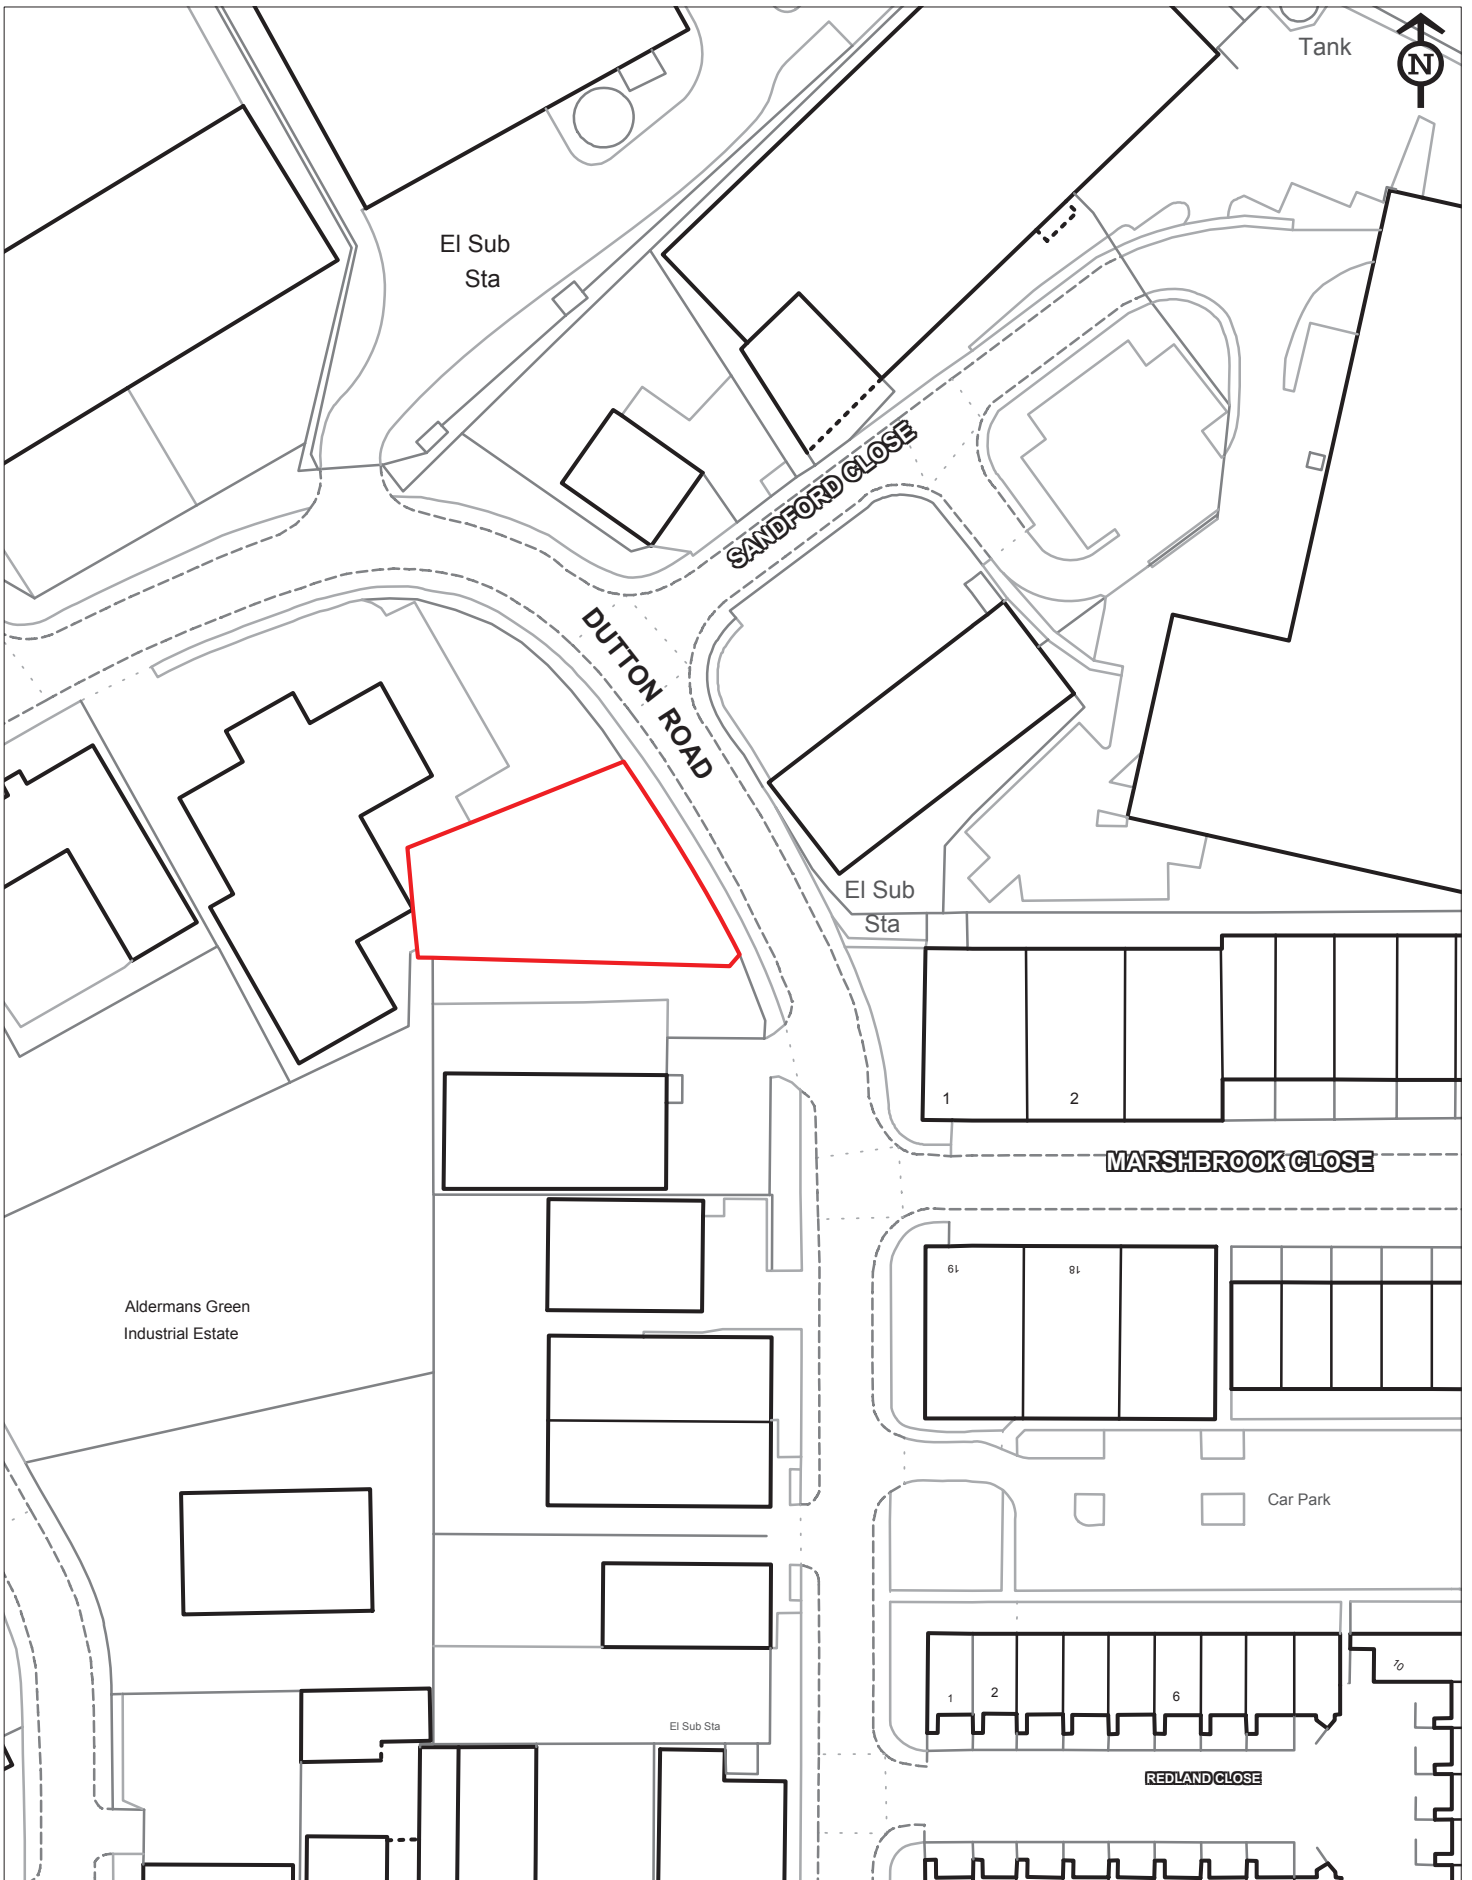 Tank
N
El Sub
Sta
SANDFORD CLOSE
DUTTON ROAD
El Sub
Sta
1
2
MARSHBROOK CLOSE
19
18
Aldermans Green
Industrial Estate
Car Park
1
2
6
10
El Sub Sta
REDLAND CLOSE